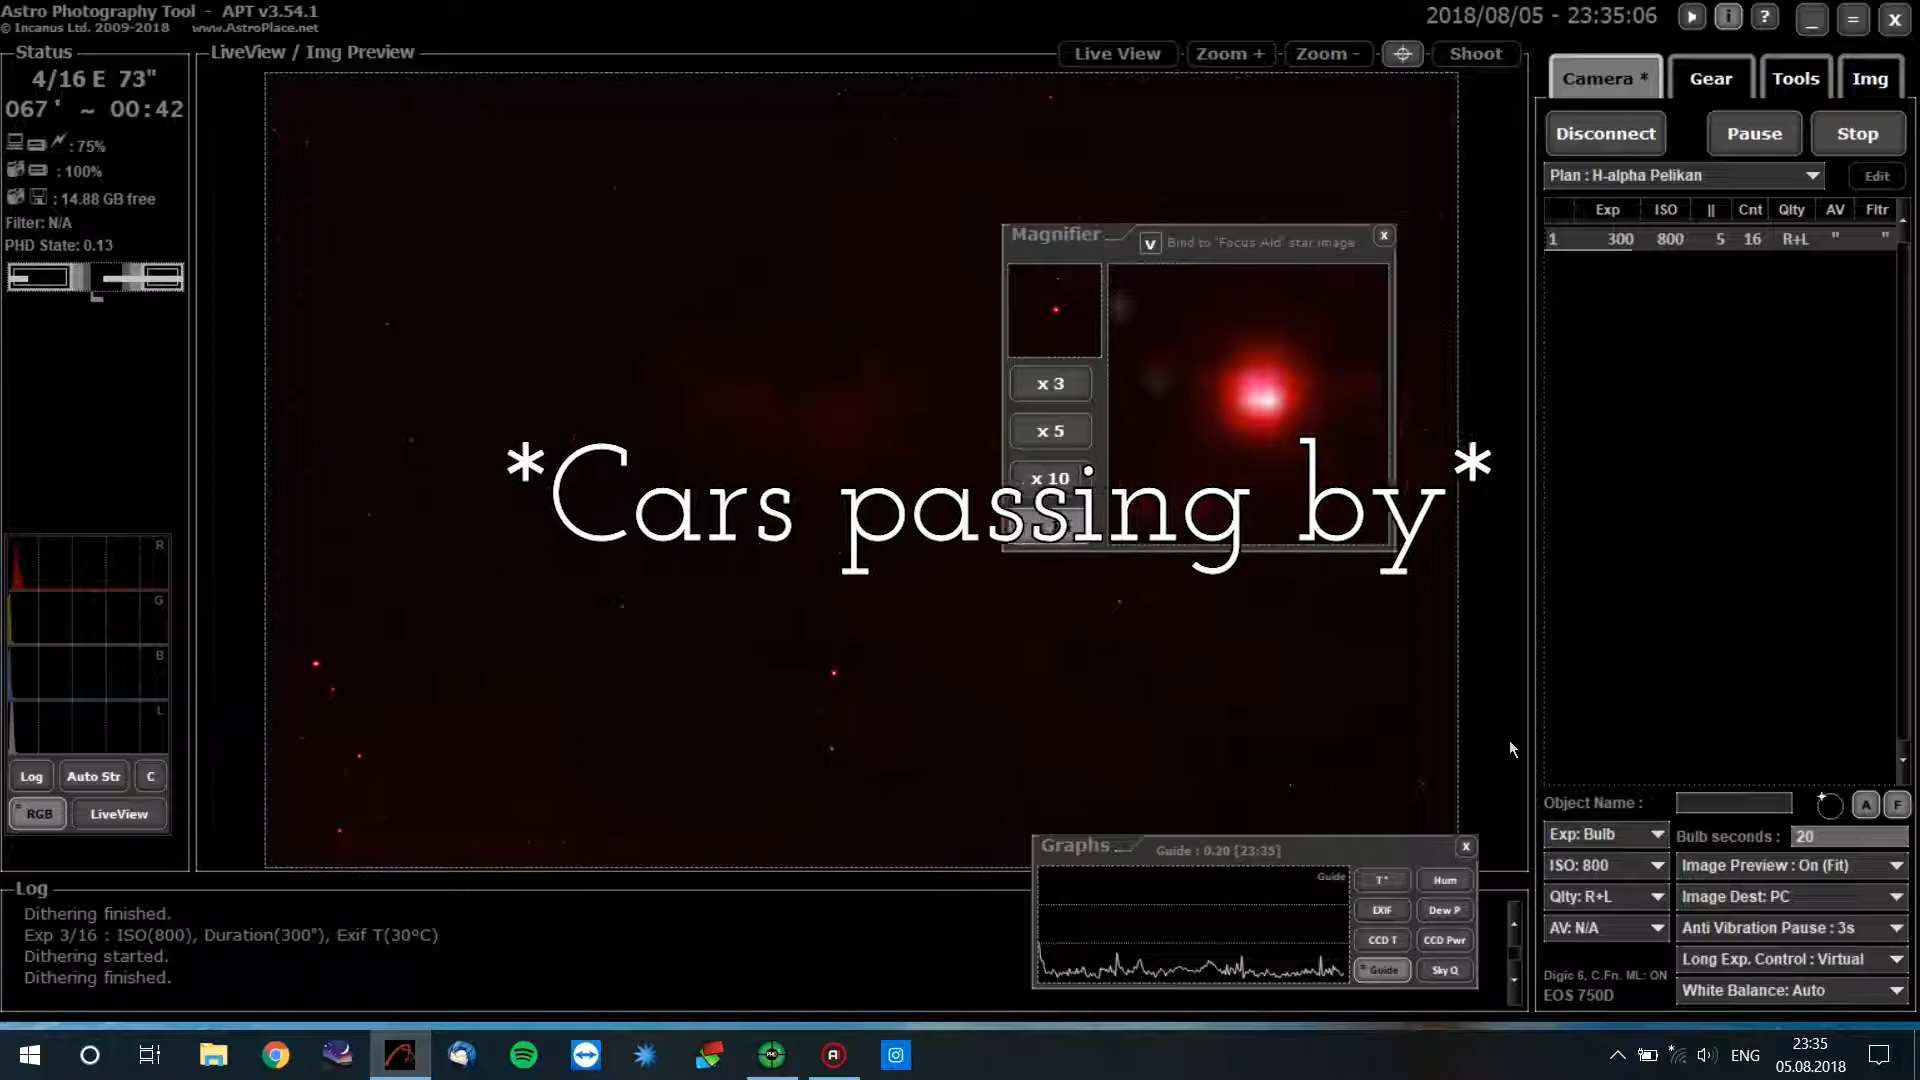 Astro Photography Tool - APT v3.54.1
© Incanus Ltd. 2009-2018 www.AstroPlace.net
2018/08/05 - 23:35:06
Status
4/16 E 73"
067 ' ~ 00:42
: 75%
: 100%
: 14.88 GB free
Filter: N/A
PHD State: 0.13
R
G
B
L
Log Auto Str C
* RGB LiveView
LiveView / Img Preview
Live View Zoom + Zoom - Shoot
Magnifier V Bind to 'Focus Aid' star image x
x 3
x 5
x 10
*Cars passing by*
Graphs Guide : 0.20 [23:35] x
Guide
T° Hum
EXIF Dew P
CCD T CCD Pwr
* Guide Sky Q
Log
Dithering finished.
Exp 3/16 : ISO(800), Duration(300"), Exif T(30ºC)
Dithering started.
Dithering finished.
Camera * Gear Tools Img
Disconnect Pause Stop
Plan : H-alpha Pelikan Edit
Exp ISO || Cnt Qlty AV Fltr
1 300 800 5 16 R+L " "
Object Name : A F
Exp: Bulb Bulb seconds : 20
ISO: 800 Image Preview : On (Fit)
Qlty: R+L Image Dest: PC
AV: N/A Anti Vibration Pause : 3s
Long Exp. Control : Virtual
Digic 6, C.Fn. ML: ON
EOS 750D White Balance: Auto
ENG
23:35
05.08.2018